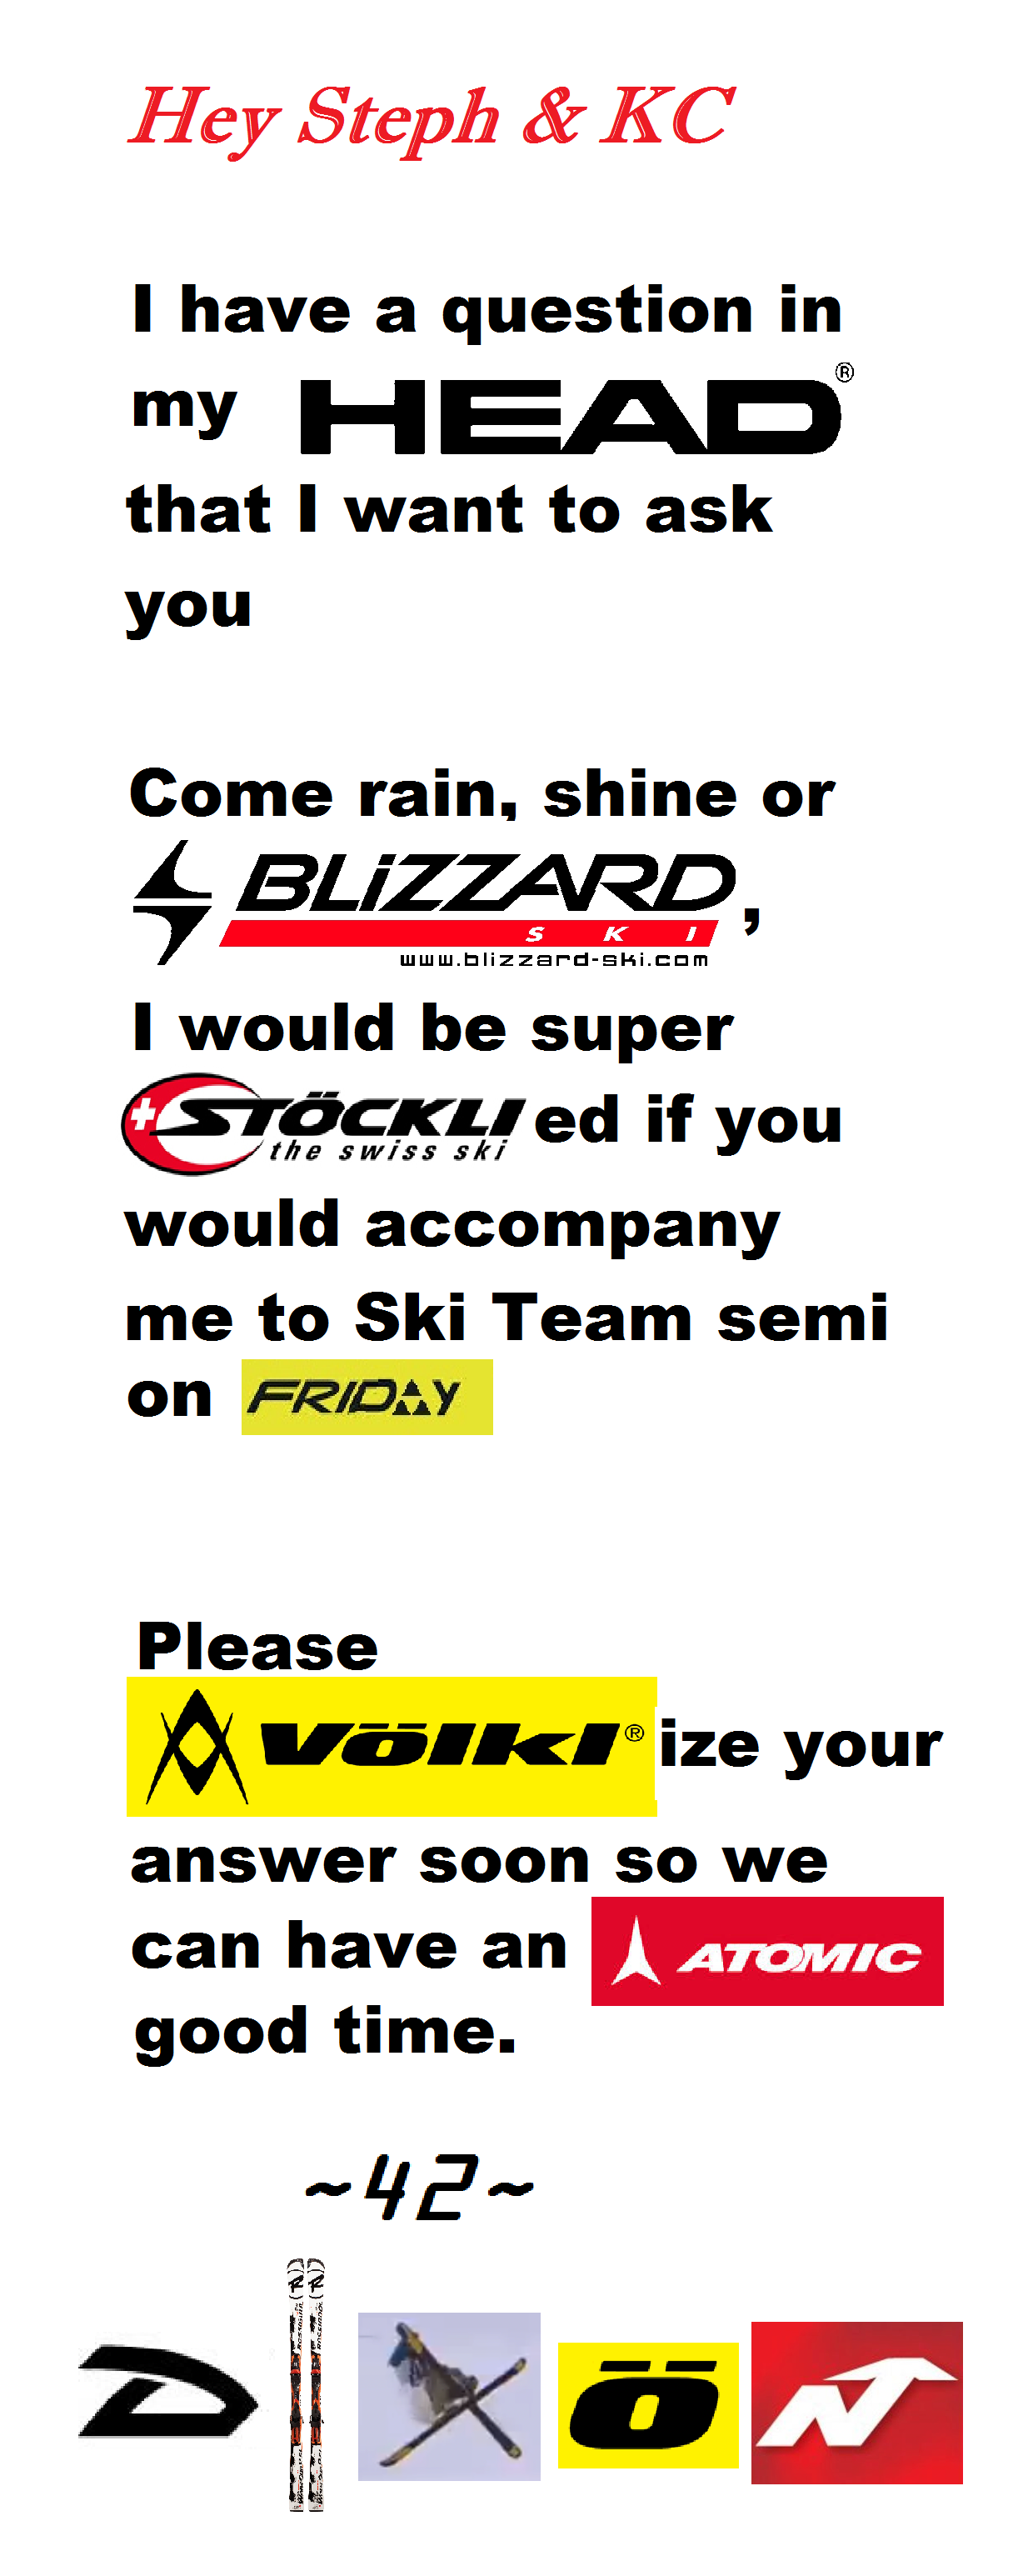 Hey Steph & KC
I have a question in
my HEAD®
that I want to ask
you
Come rain, shine or
BLiZZARD,
SKI
www.blizzard-ski.com
I would be super
STÖCKLI ed if you
the swiss ski
would accompany
me to Ski Team semi
on FRIDAY
Please
Völkl® ize your
answer soon so we
can have an ATOMIC
good time.
~42~
D Ö N